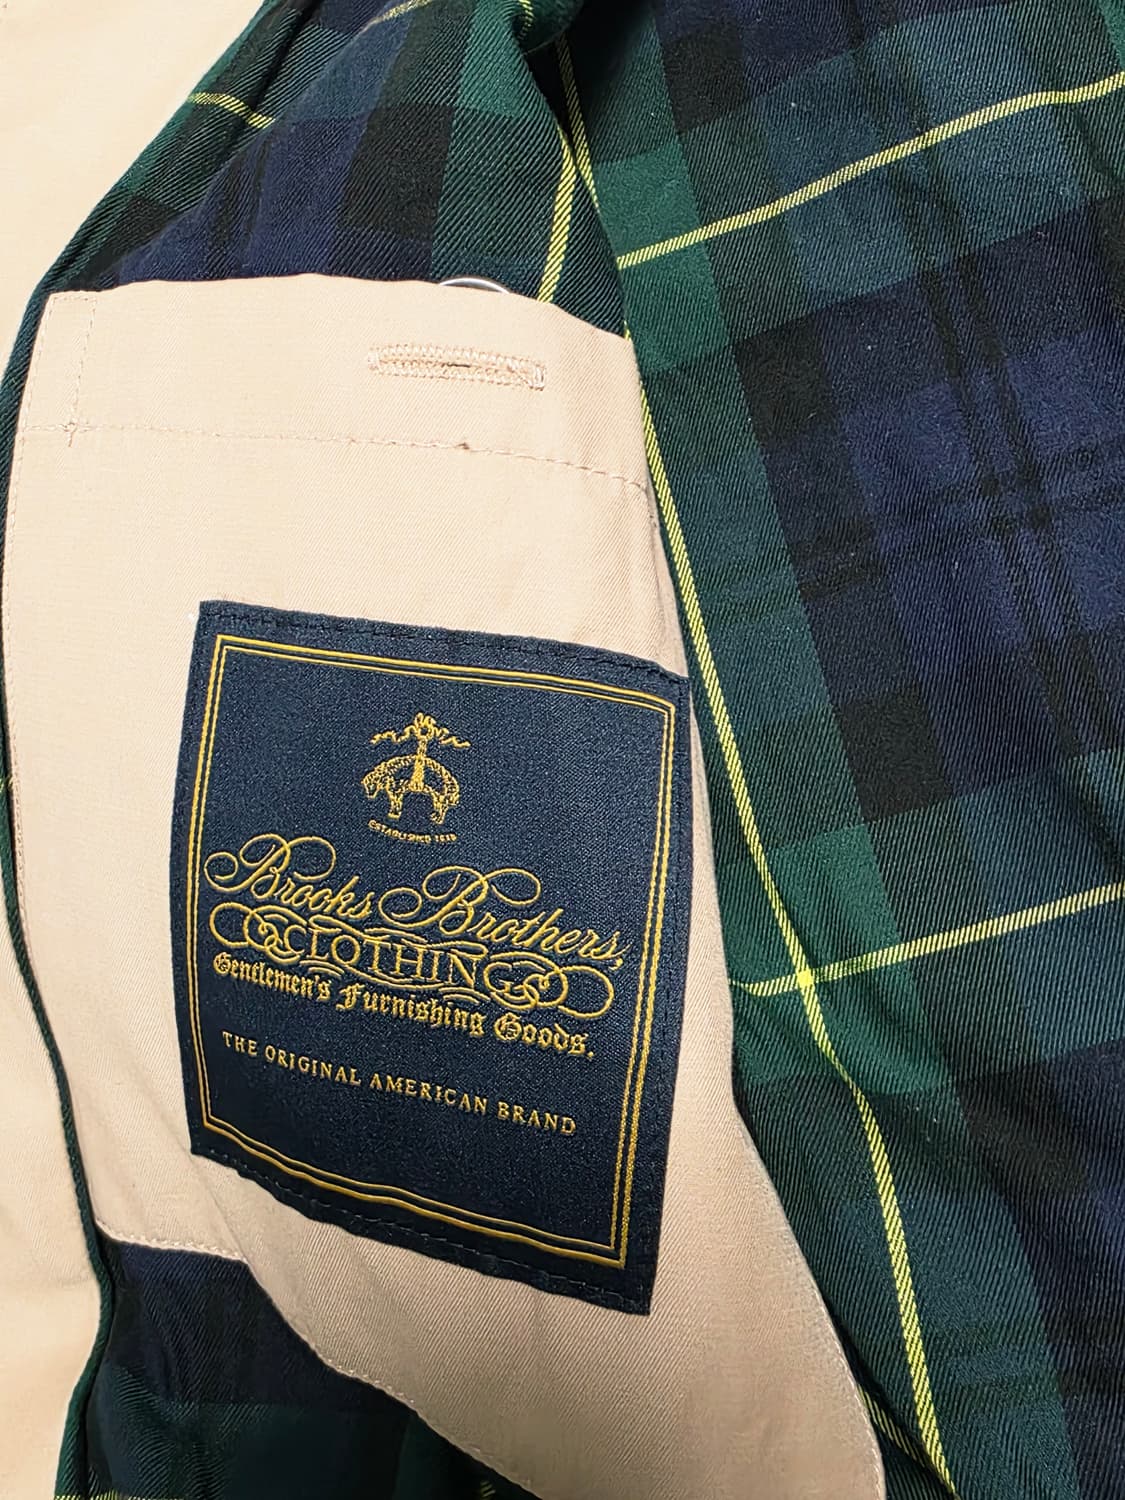 ESTABLISHED 1818
Brooks Brothers,
CLOTHING
Gentlemen's Furnishing Goods.
THE ORIGINAL AMERICAN BRAND